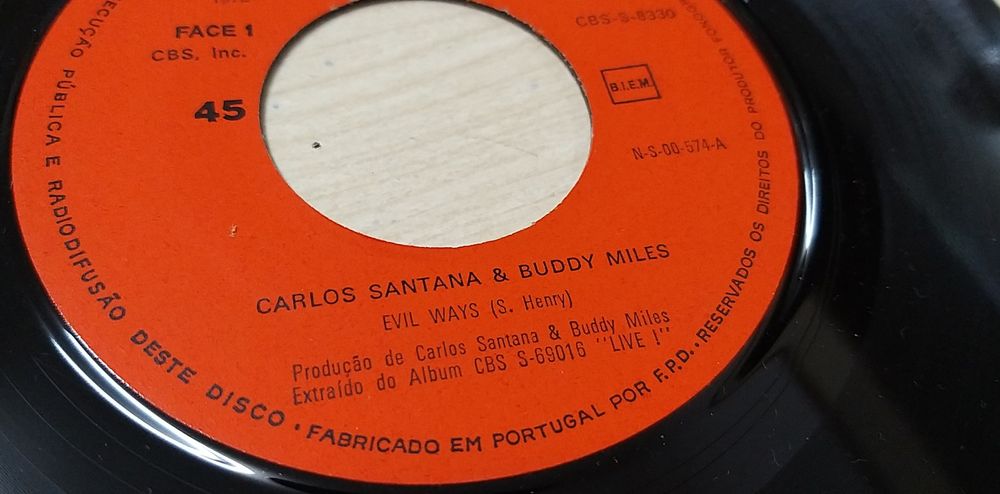 FACE 1
CBS, Inc.
45
CBS-S-8330
B.I.E.M.
N-S-00-574-A
CARLOS SANTANA & BUDDY MILES
EVIL WAYS (S. Henry)
Produção de Carlos Santana & Buddy Miles
Extraído do Album CBS S-69016 "LIVE !"
PÚBLICA E RADIODIFUSÃO DESTE DISCO • FABRICADO EM PORTUGAL POR F.P.D. • RESERVADOS OS DIREITOS DO PRODUTOR